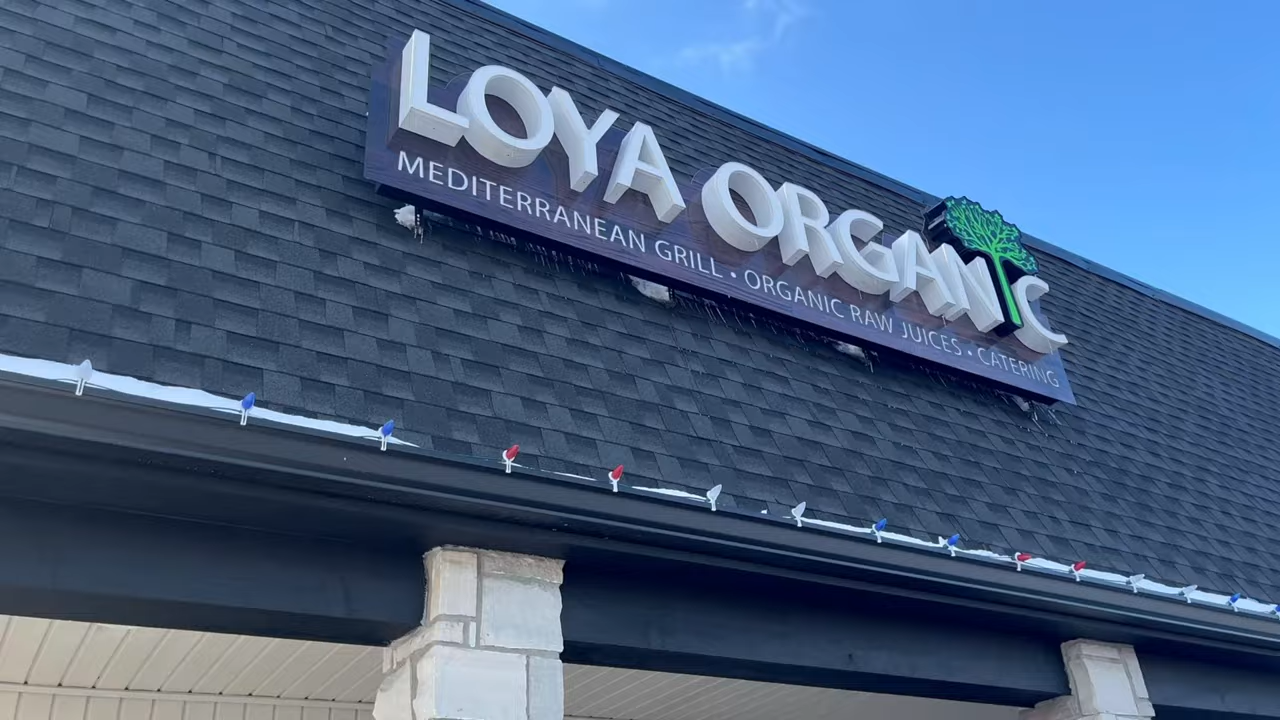 LOYA ORGANIC
MEDITERRANEAN GRILL • ORGANIC RAW JUICES • CATERING